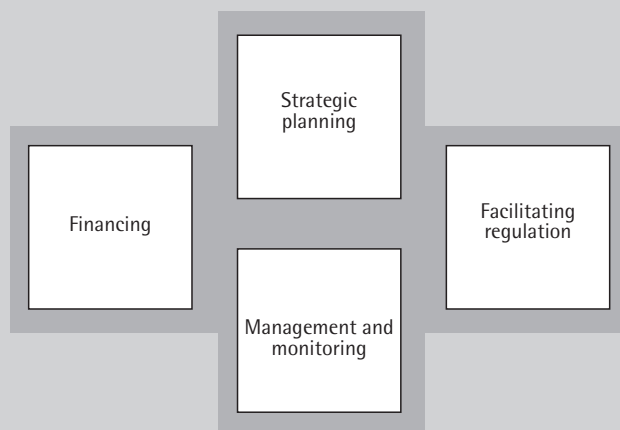 Strategic
planning
Financing
Facilitating
regulation
Management and
monitoring